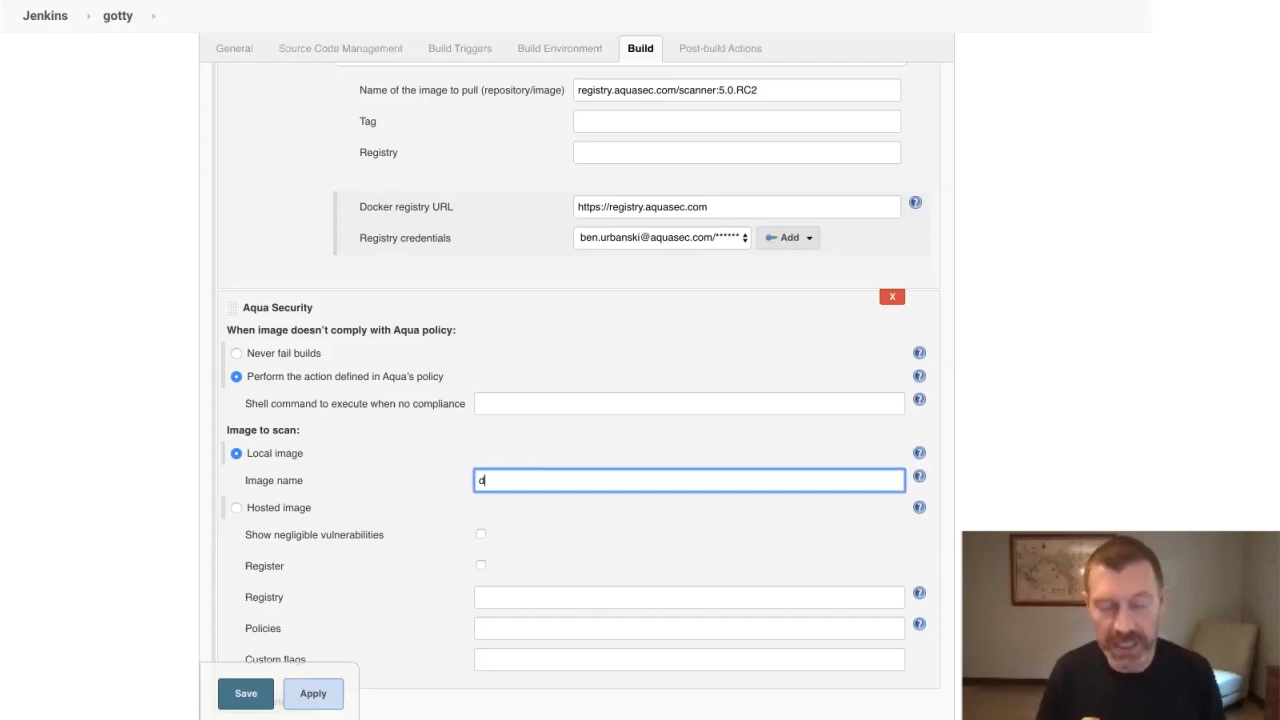 Jenkins gotty
General Source Code Management Build Triggers Build Environment Build Post-build Actions
Name of the image to pull (repository/image) registry.aquasec.com/scanner:5.0.RC2
Tag
Registry
Docker registry URL https://registry.aquasec.com
Registry credentials ben.urbanski@aquasec.com/****** Add
X
Aqua Security
When image doesn't comply with Aqua policy:
Never fail builds
Perform the action defined in Aqua's policy
Shell command to execute when no compliance
Image to scan:
Local image
Image name d
Hosted image
Show negligible vulnerabilities
Register
Registry
Policies
Custom flags
Save Apply